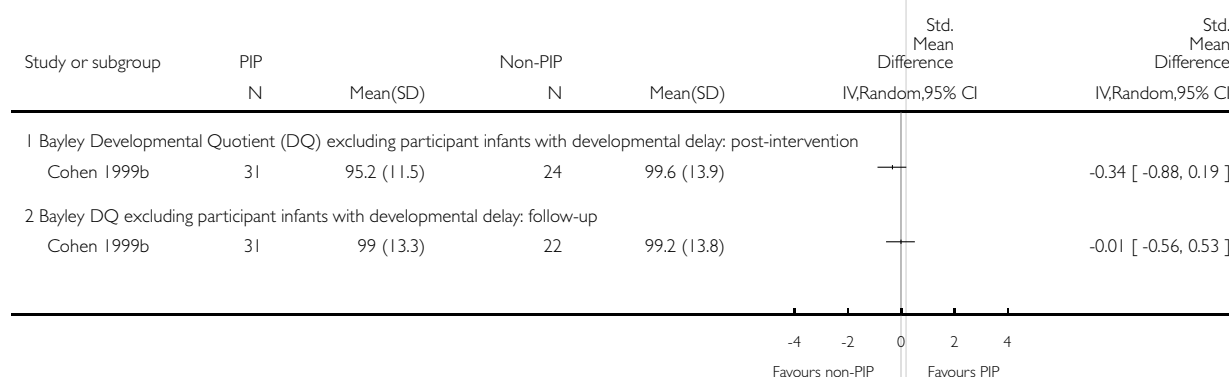 Std.
Mean
Difference
Std.
Mean
Difference
Study or subgroup PIP Non-PIP
N Mean(SD) N Mean(SD) IV,Random,95% CI IV,Random,95% CI
1 Bayley Developmental Quotient (DQ) excluding participant infants with developmental delay: post-intervention
Cohen 1999b 31 95.2 (11.5) 24 99.6 (13.9) -0.34 [ -0.88, 0.19 ]
2 Bayley DQ excluding participant infants with developmental delay: follow-up
Cohen 1999b 31 99 (13.3) 22 99.2 (13.8) -0.01 [ -0.56, 0.53 ]
-4 -2 0 2 4
Favours non-PIP Favours PIP